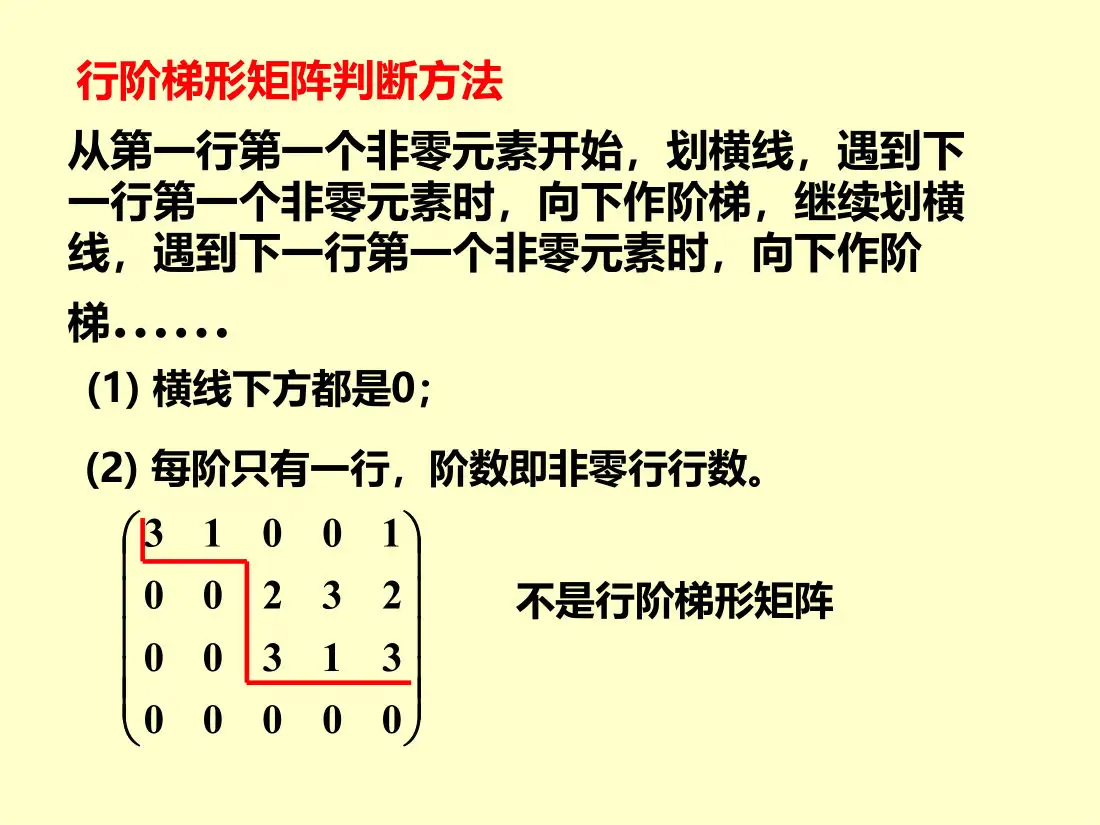 行阶梯形矩阵判断方法
从第一行第一个非零元素开始，划横线，遇到下
一行第一个非零元素时，向下作阶梯，继续划横
线，遇到下一行第一个非零元素时，向下作阶
梯……
(1) 横线下方都是0；
(2) 每阶只有一行，阶数即非零行行数。
3 1 0 0 1
0 0 2 3 2
不是行阶梯形矩阵
0 0 3 1 3
0 0 0 0 0